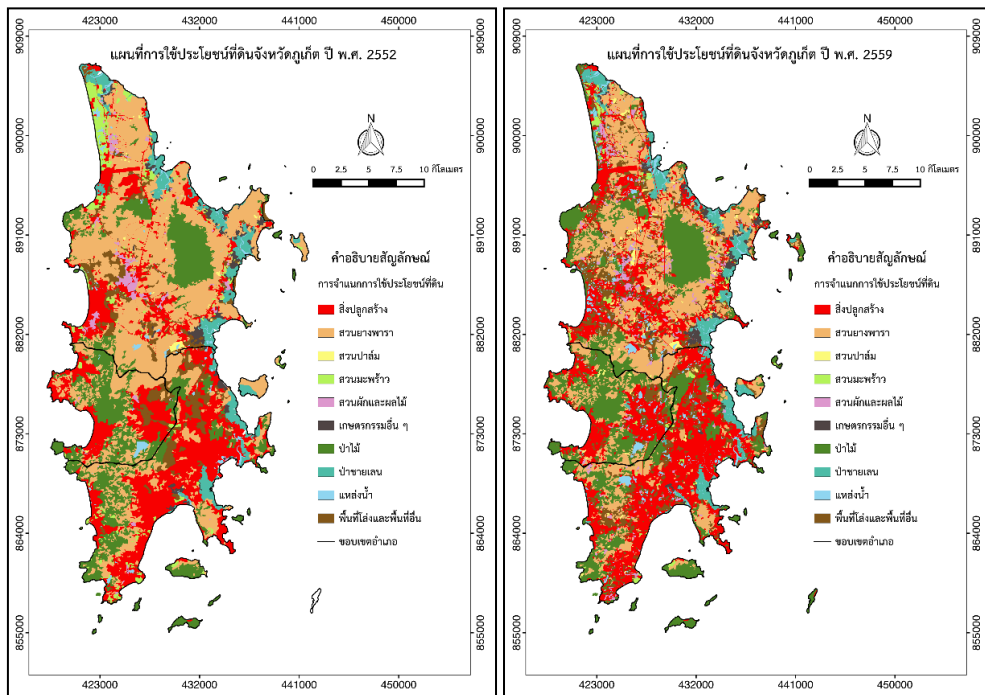 423000 432000 441000 450000
แผนที่การใช้ประโยชน์ที่ดินจังหวัดภูเก็ต ปี พ.ศ. 2552
N
0 2.5 5 7.5 10 กิโลเมตร
คำอธิบายสัญลักษณ์
การจำแนกการใช้ประโยชน์ที่ดิน
สิ่งปลูกสร้าง
สวนยางพารา
สวนปาล์ม
สวนมะพร้าว
สวนผักและผลไม้
เกษตรกรรมอื่น ๆ
ป่าไม้
ป่าชายเลน
แหล่งน้ำ
พื้นที่โล่งและพื้นที่อื่น
ขอบเขตอำเภอ
909000 909000
900000 900000
891000 891000
882000 882000
873000 873000
864000 864000
855000 855000
423000 432000 441000 450000
423000 432000 441000 450000
แผนที่การใช้ประโยชน์ที่ดินจังหวัดภูเก็ต ปี พ.ศ. 2559
N
0 2.5 5 7.5 10 กิโลเมตร
คำอธิบายสัญลักษณ์
การจำแนกการใช้ประโยชน์ที่ดิน
สิ่งปลูกสร้าง
สวนยางพารา
สวนปาล์ม
สวนมะพร้าว
สวนผักและผลไม้
เกษตรกรรมอื่น ๆ
ป่าไม้
ป่าชายเลน
แหล่งน้ำ
พื้นที่โล่งและพื้นที่อื่น
ขอบเขตอำเภอ
909000 909000
900000 900000
891000 891000
882000 882000
873000 873000
864000 864000
855000 855000
423000 432000 441000 450000